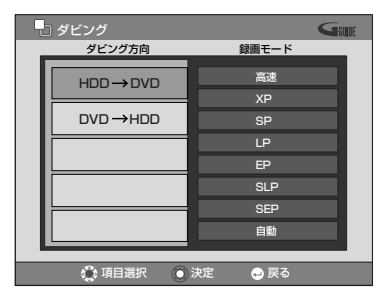 ダビング
GGUIDE
ダビング方向 録画モード
HDD→DVD
DVD→HDD
高速
XP
SP
LP
EP
SLP
SEP
自動
項目選択 決定 戻る